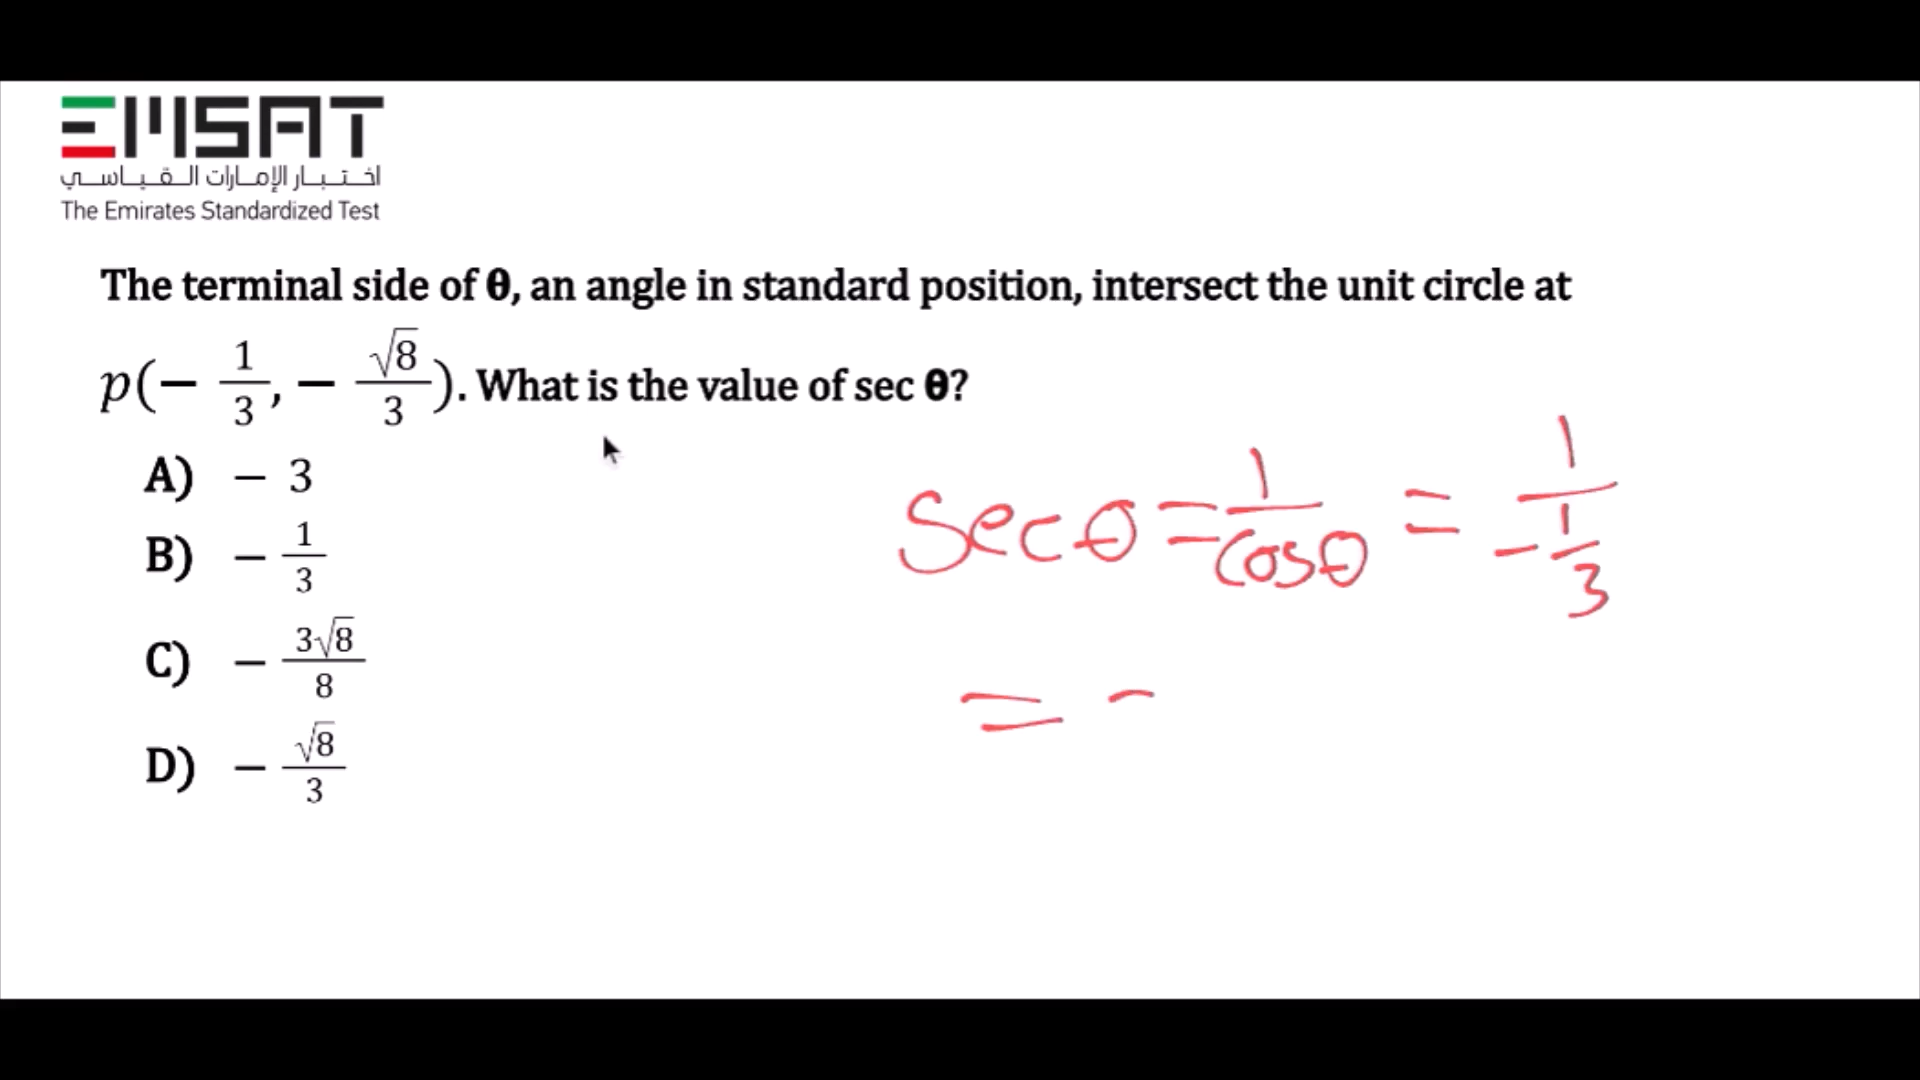 EMSAT
اختبار الإمارات القياسي
The Emirates Standardized Test
The terminal side of θ, an angle in standard position, intersect the unit circle at
p(− 1/3, − √8/3). What is the value of sec θ?
A) − 3
B) − 1/3
C) − 3√8/8
D) − √8/3
Sec θ = 1/cosθ = 1/(-1/3)
= -